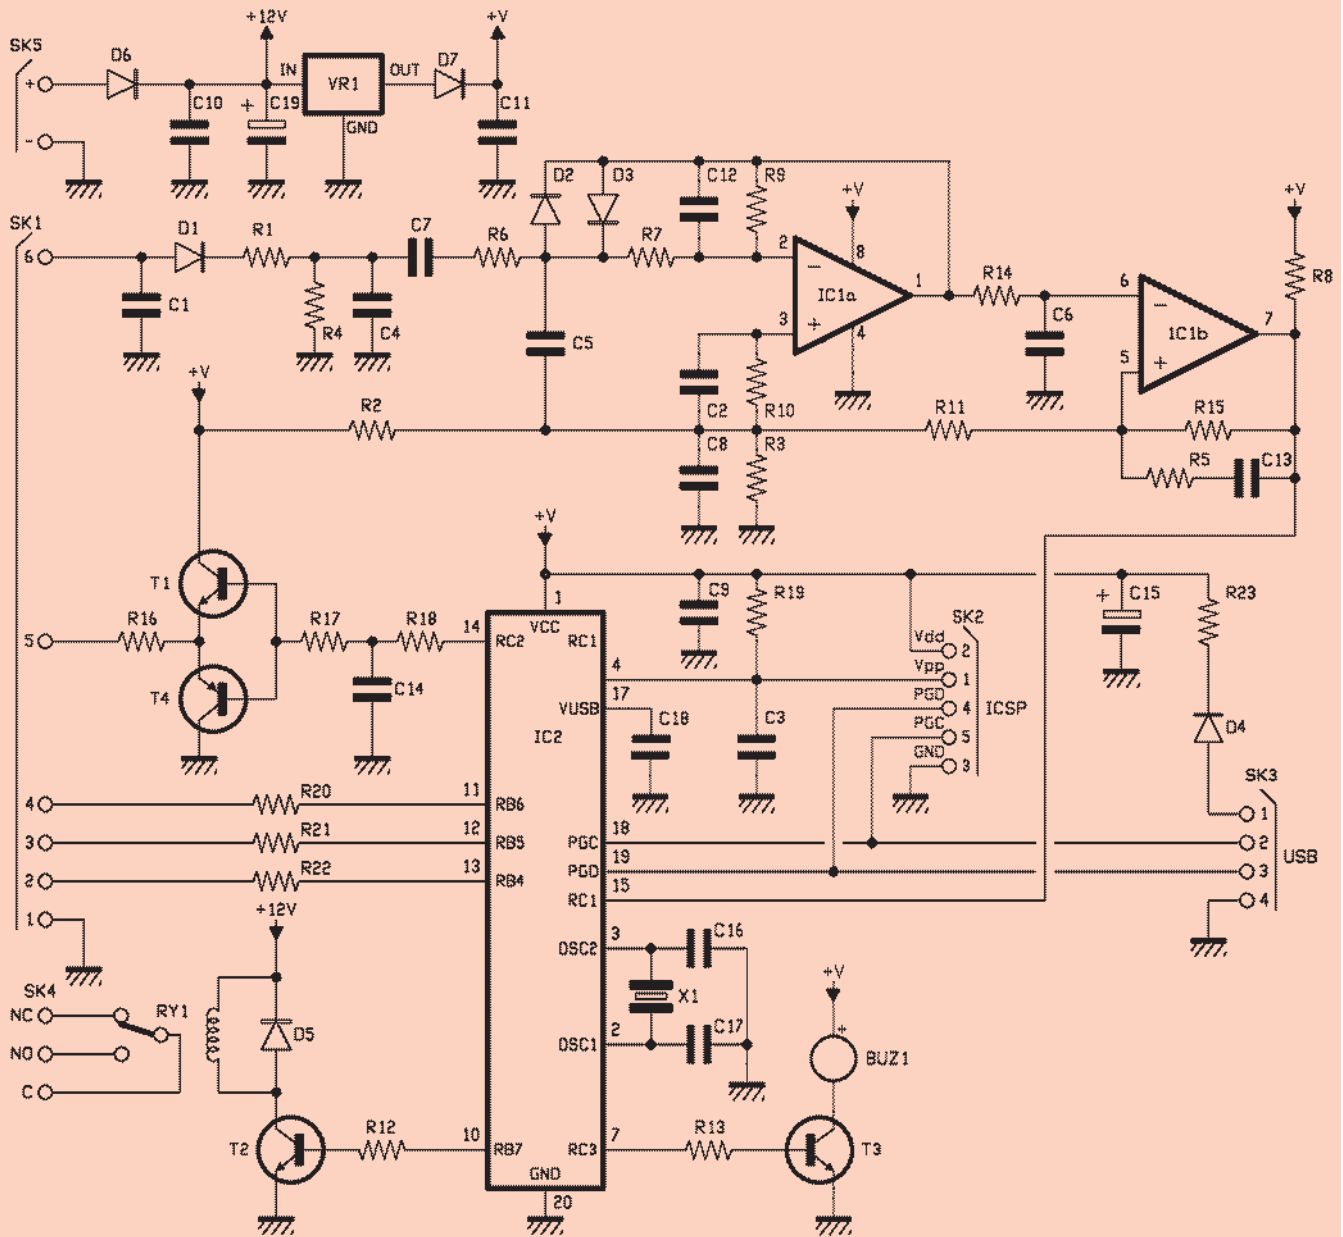 +12V +V
SK5 D6 IN VR1 OUT D7
+ C10 + C19 GND C11
-
SK1 D1 R1 C7 R6 D2 D3 R7 C12 R9 +V +V
6 C1 R4 C4 C5 2 - 8 IC1a 1 R14 6 - R8
3 + 4 C6 IC1b 7
5 +
+V R2 C2 R10 R11 R15
C8 R3 R5 C13
+V
T1 1 C9 R19 + C15 R23
VCC RC1 SK2
5 R16 R17 R18 14 RC2 4 Vdd 2
Vpp 1
T4 C14 17 VUSB C18 C3 PGD 4 ICSP
IC2 PGC 5 D4
GND 3
SK3
4 R20 11 RB6 1
3 R21 12 RB5 PGC 18 2
USB
2 R22 13 RB4 PGD 19 3
1 +12V RC1 15 4
OSC2 3 C16
SK4 +V
NC RY1 D5 X1
NO OSC1 2 C17 + BUZ1
C
T2 R12 10 RB7 RC3 7 R13 T3
GND
20